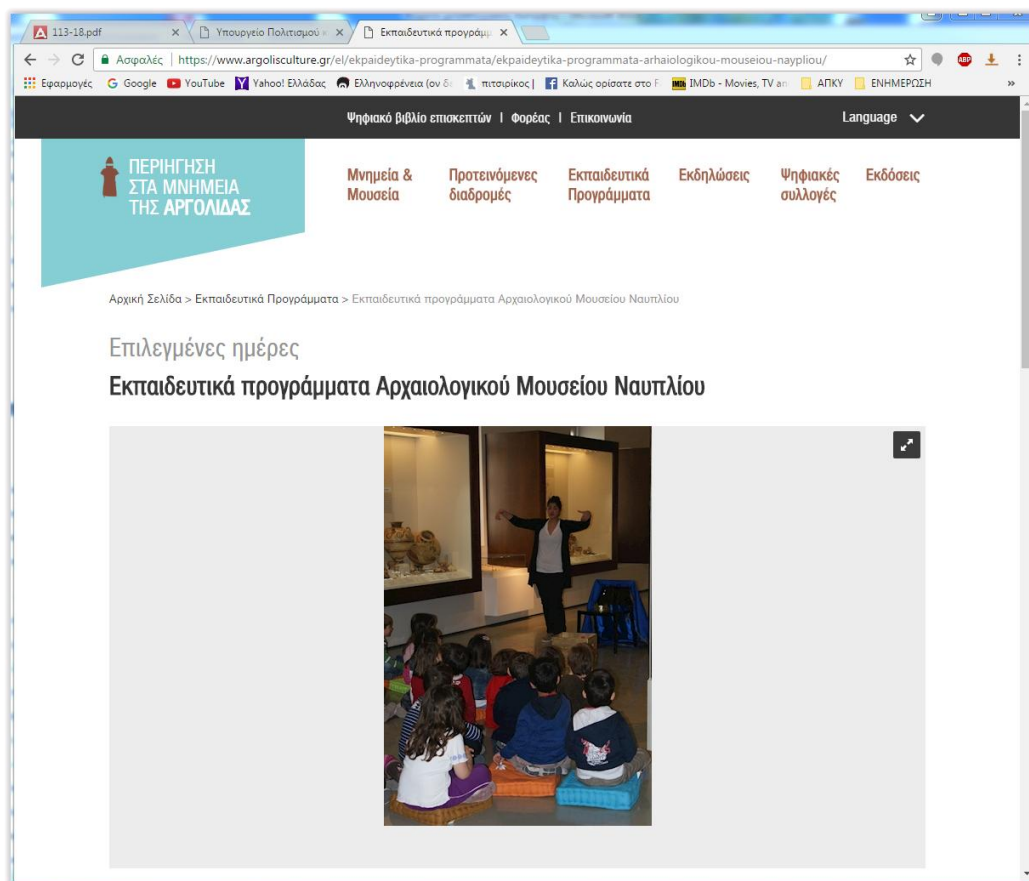 113-18.pdf
Υπουργείο Πολιτισμού
Εκπαιδευτικά προγράμμ
Ασφαλές | https://www.argolisculture.gr/el/ekpaideytika-programmata/ekpaideytika-programmata-arhaiologikou-mouseiou-naypliou/
ABP
Εφαρμογές Google YouTube Yahoo! Ελλάδας Ελληνοφρένεια (ον δε πιτσιρίκος | Καλώς ορίσατε στο F IMDb - Movies, TV an ΑΠΚΥ ΕΝΗΜΕΡΩΣΗ »
Ψηφιακό βιβλίο επισκεπτών | Φορέας | Επικοινωνία
Language
ΠΕΡΙΗΓΗΣΗ
ΣΤΑ ΜΝΗΜΕΙΑ
ΤΗΣ ΑΡΓΟΛΙΔΑΣ
Μνημεία &
Μουσεία
Προτεινόμενες
διαδρομές
Εκπαιδευτικά
Προγράμματα
Εκδηλώσεις
Ψηφιακές
συλλογές
Εκδόσεις
Αρχική Σελίδα > Εκπαιδευτικά Προγράμματα > Εκπαιδευτικά προγράμματα Αρχαιολογικού Μουσείου Ναυπλίου
Επιλεγμένες ημέρες
Εκπαιδευτικά προγράμματα Αρχαιολογικού Μουσείου Ναυπλίου